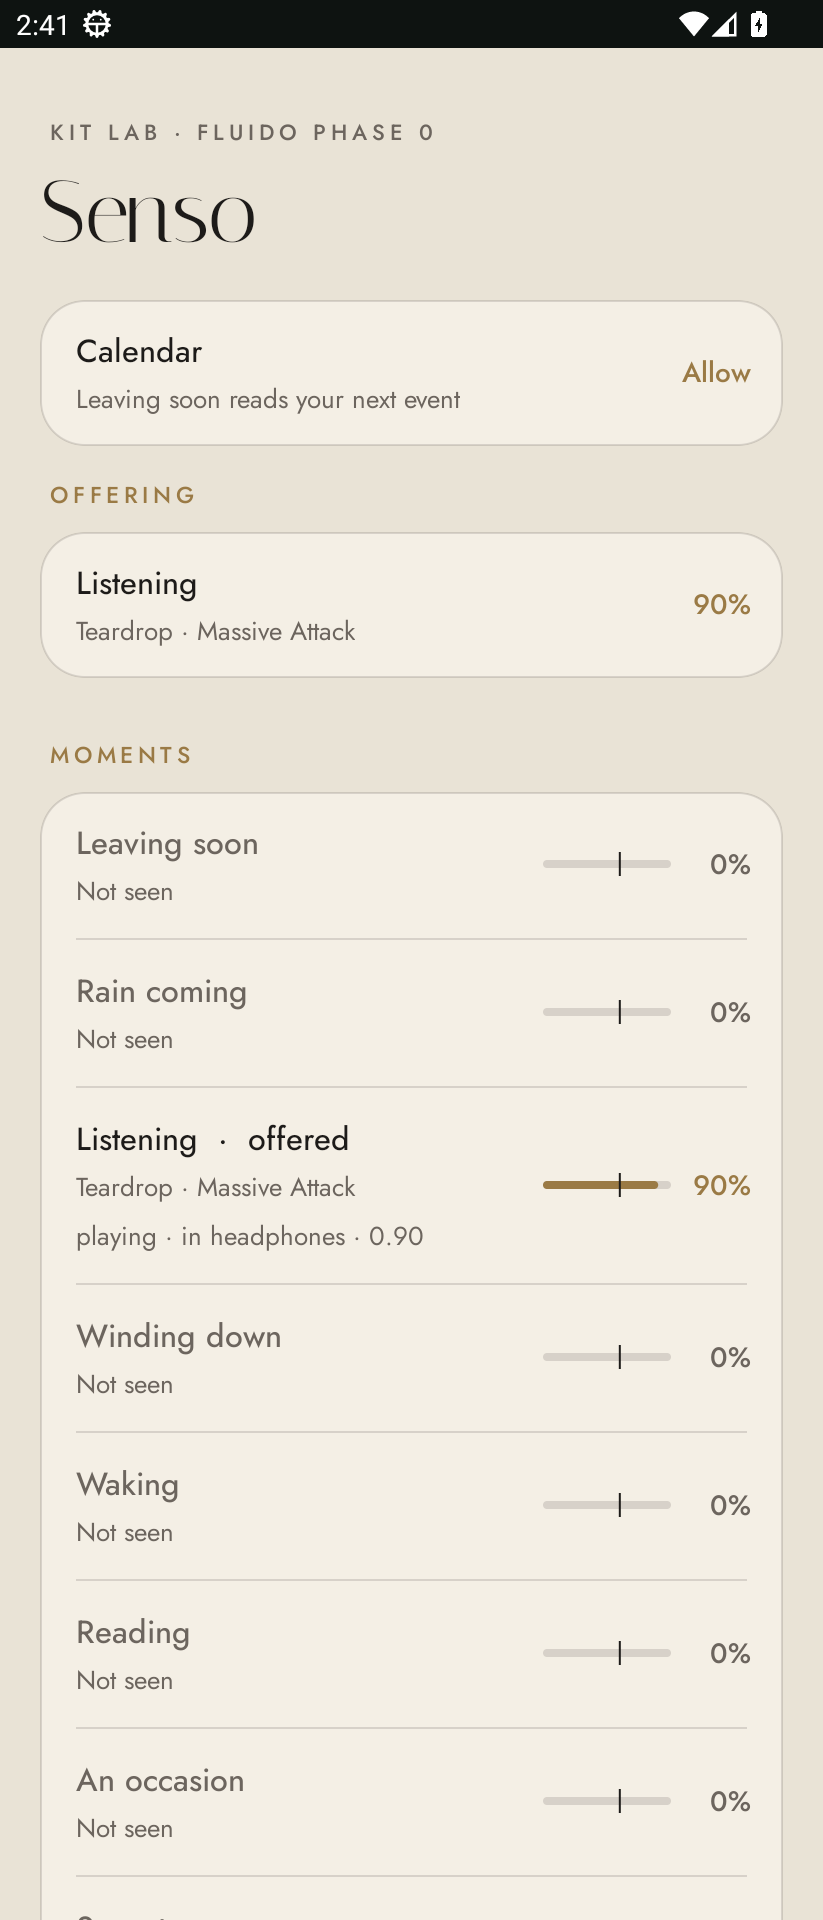 2:41
KIT LAB · FLUIDO PHASE 0
Senso
Calendar
Leaving soon reads your next event
Allow
OFFERING
Listening
Teardrop · Massive Attack
90%
MOMENTS
Leaving soon
Not seen
0%
Rain coming
Not seen
0%
Listening · offered
Teardrop · Massive Attack
playing · in headphones · 0.90
90%
Winding down
Not seen
0%
Waking
Not seen
0%
Reading
Not seen
0%
An occasion
Not seen
0%